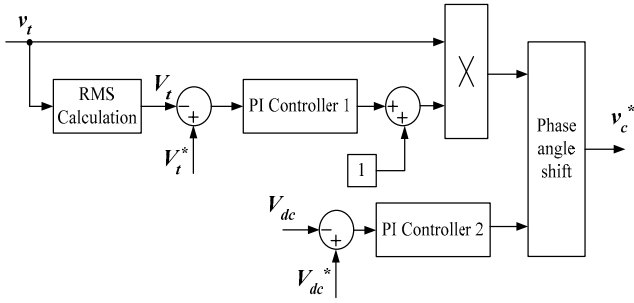 v_t
RMS
Calculation
V_t
−
+
V_t*
PI Controller 1
+
+
1
X
Phase
angle
shift
v_c*
V_dc
−
+
V_dc*
PI Controller 2